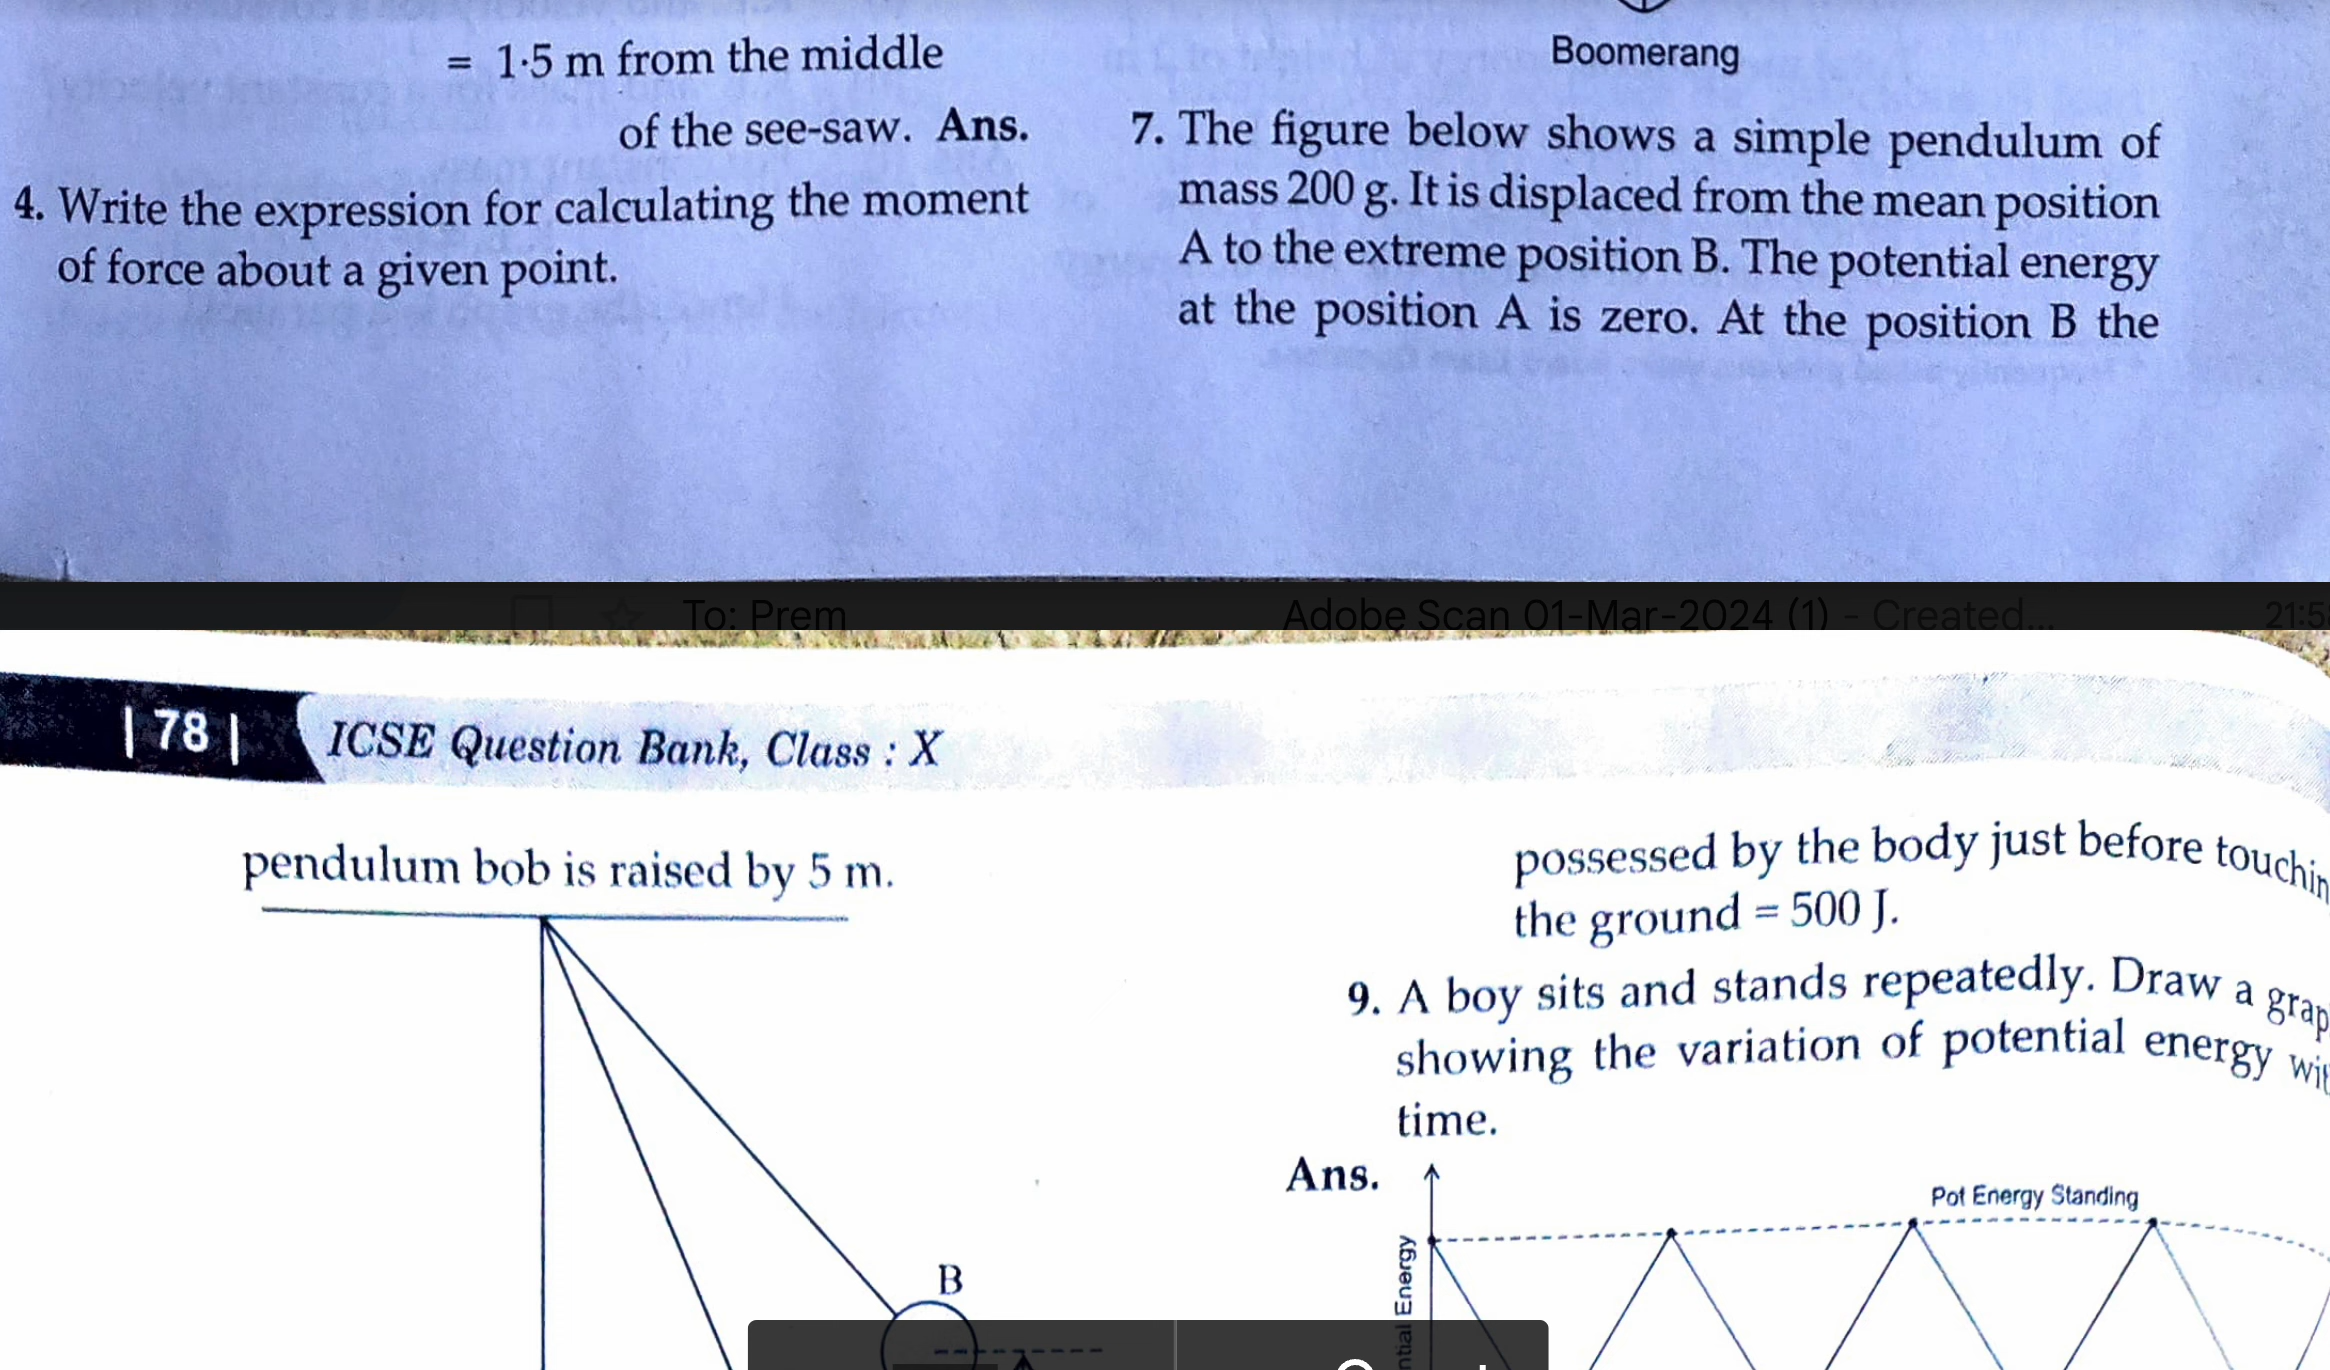 = 1·5 m from the middle
of the see-saw. Ans.
4. Write the expression for calculating the moment
of force about a given point.
Boomerang
7. The figure below shows a simple pendulum of
mass 200 g. It is displaced from the mean position
A to the extreme position B. The potential energy
at the position A is zero. At the position B the
To: Prem
Adobe Scan 01-Mar-2024 (1) - Created...
21:5
| 78 |
ICSE Question Bank, Class : X
pendulum bob is raised by 5 m.
B
possessed by the body just before touchin
the ground = 500 J.
9. A boy sits and stands repeatedly. Draw a grap
showing the variation of potential energy wit
time.
Ans.
Pot Energy Standing
ntial Energy